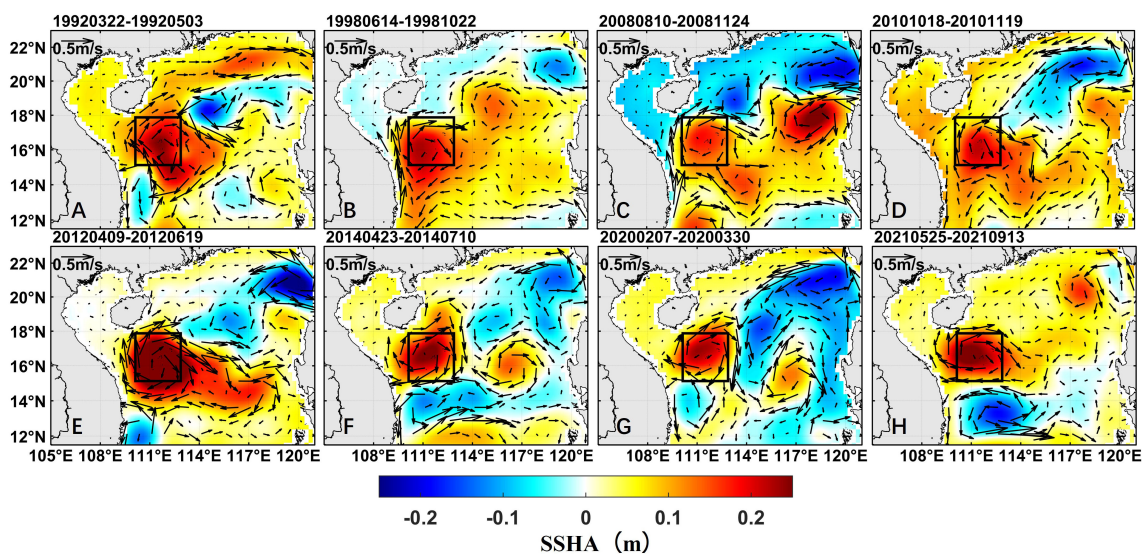 19920322-19920503 19980614-19981022 20080810-20081124 20101018-20101119
22°N 0.5m/s 0.5m/s 0.5m/s 0.5m/s
20°N
18°N
16°N
14°N
12°N A B C D
20120409-20120619 20140423-20140710 20200207-20200330 20210525-20210913
22°N 0.5m/s 0.5m/s 0.5m/s 0.5m/s
20°N
18°N
16°N
14°N
12°N E F G H
105°E 108°E 111°E 114°E 117°E 120°E 108°E 111°E 114°E 117°E 120°E 108°E 111°E 114°E 117°E 120°E 108°E 111°E 114°E 117°E 120°E
-0.2 -0.1 0 0.1 0.2
SSHA (m)